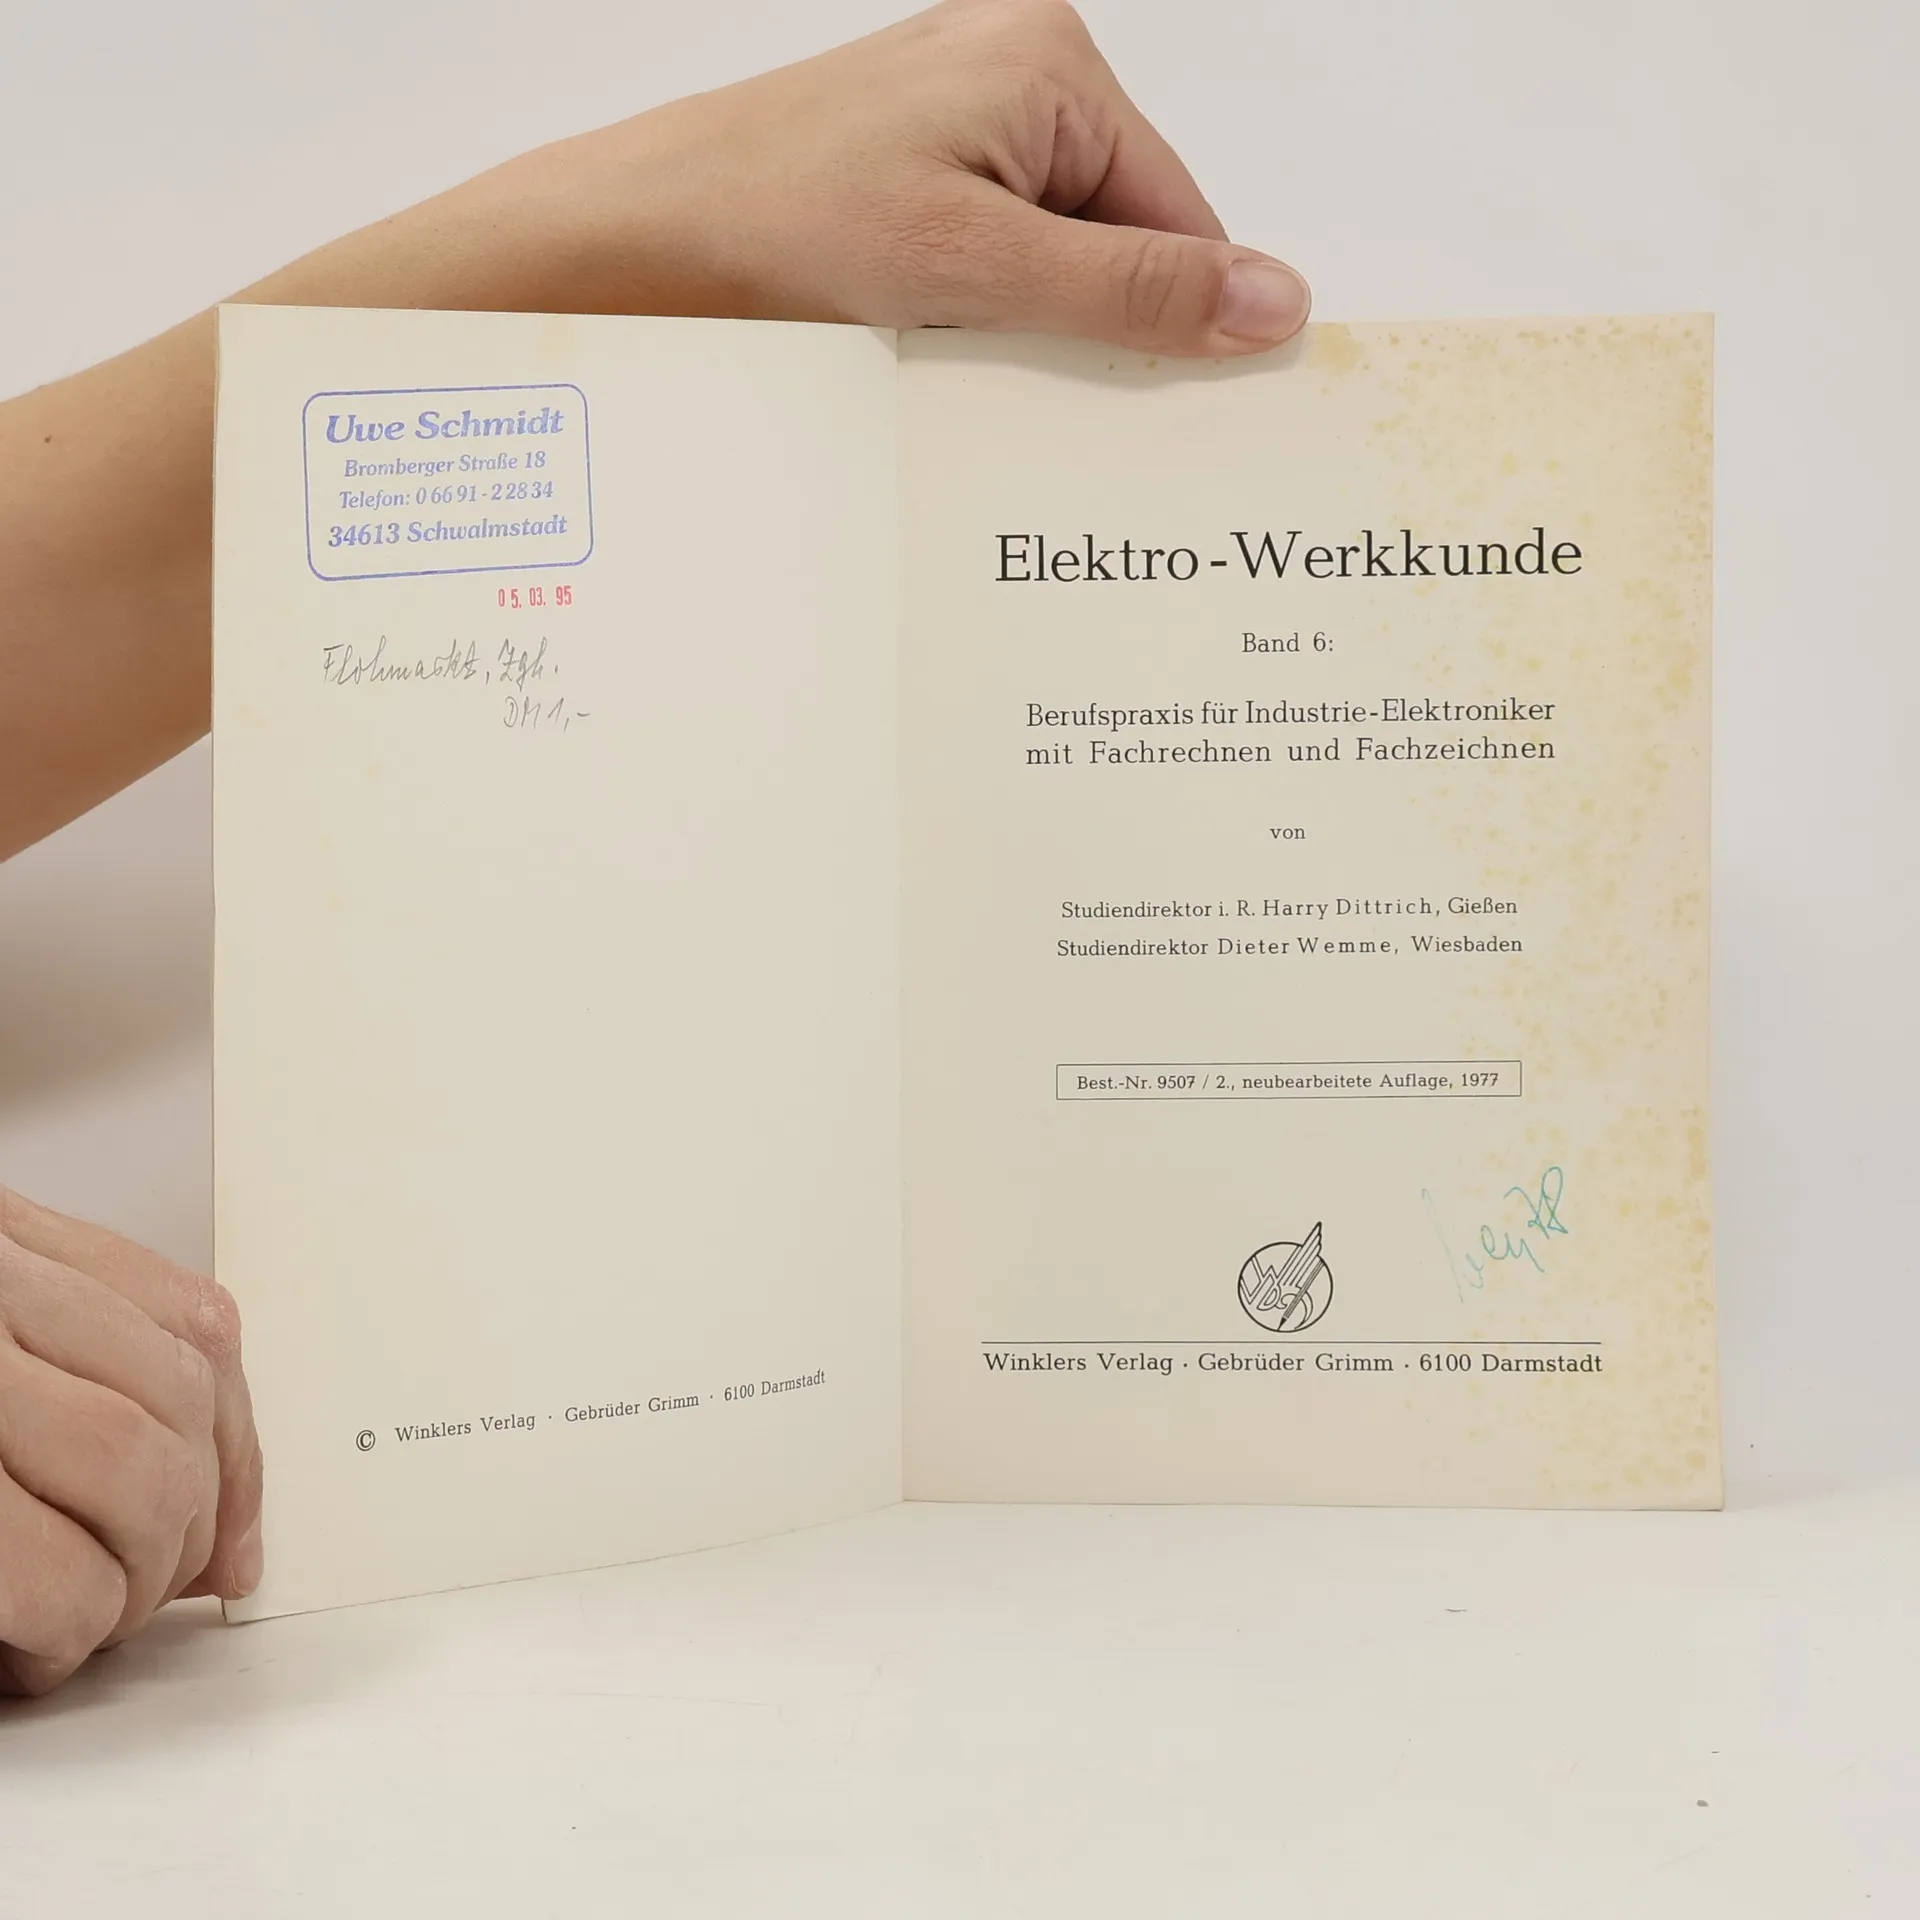 Uwe Schmidt
Bromberger Straße 18
Telefon: 0 66 91 - 2 28 34
34613 Schwalmstadt
05. 03. 95
Flohmarkt, Zgh.
DM 1,-
© Winklers Verlag · Gebrüder Grimm · 6100 Darmstadt
Elektro-Werkkunde
Band 6:
Berufspraxis für Industrie-Elektroniker
mit Fachrechnen und Fachzeichnen
von
Studiendirektor i. R. Harry Dittrich, Gießen
Studiendirektor Dieter Wemme, Wiesbaden
Best.-Nr. 9507 / 2., neubearbeitete Auflage, 1977
78
Winklers Verlag · Gebrüder Grimm · 6100 Darmstadt